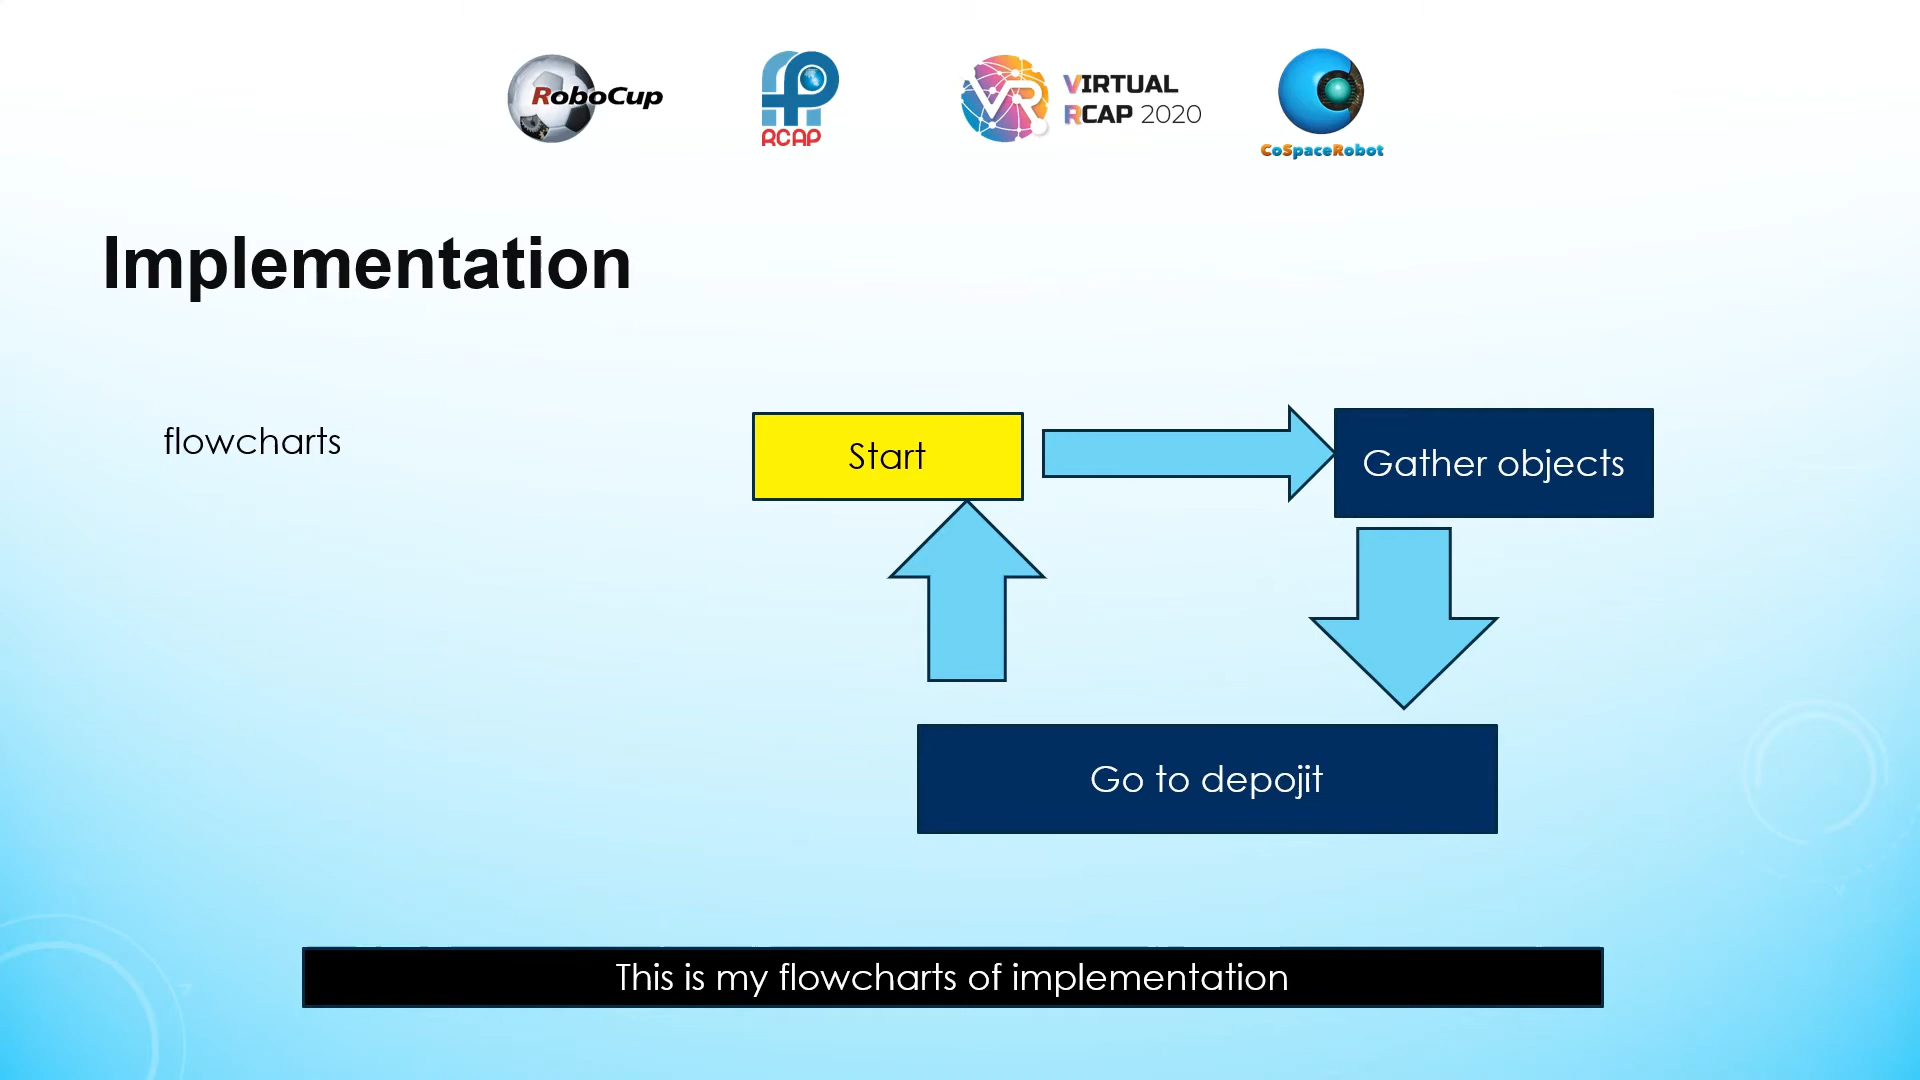 RoboCup
RCAP
VR
VIRTUAL
RCAP 2020
CoSpaceRobot
Implementation
flowcharts
Start
Gather objects
Go to depojit
This is my flowcharts of implementation